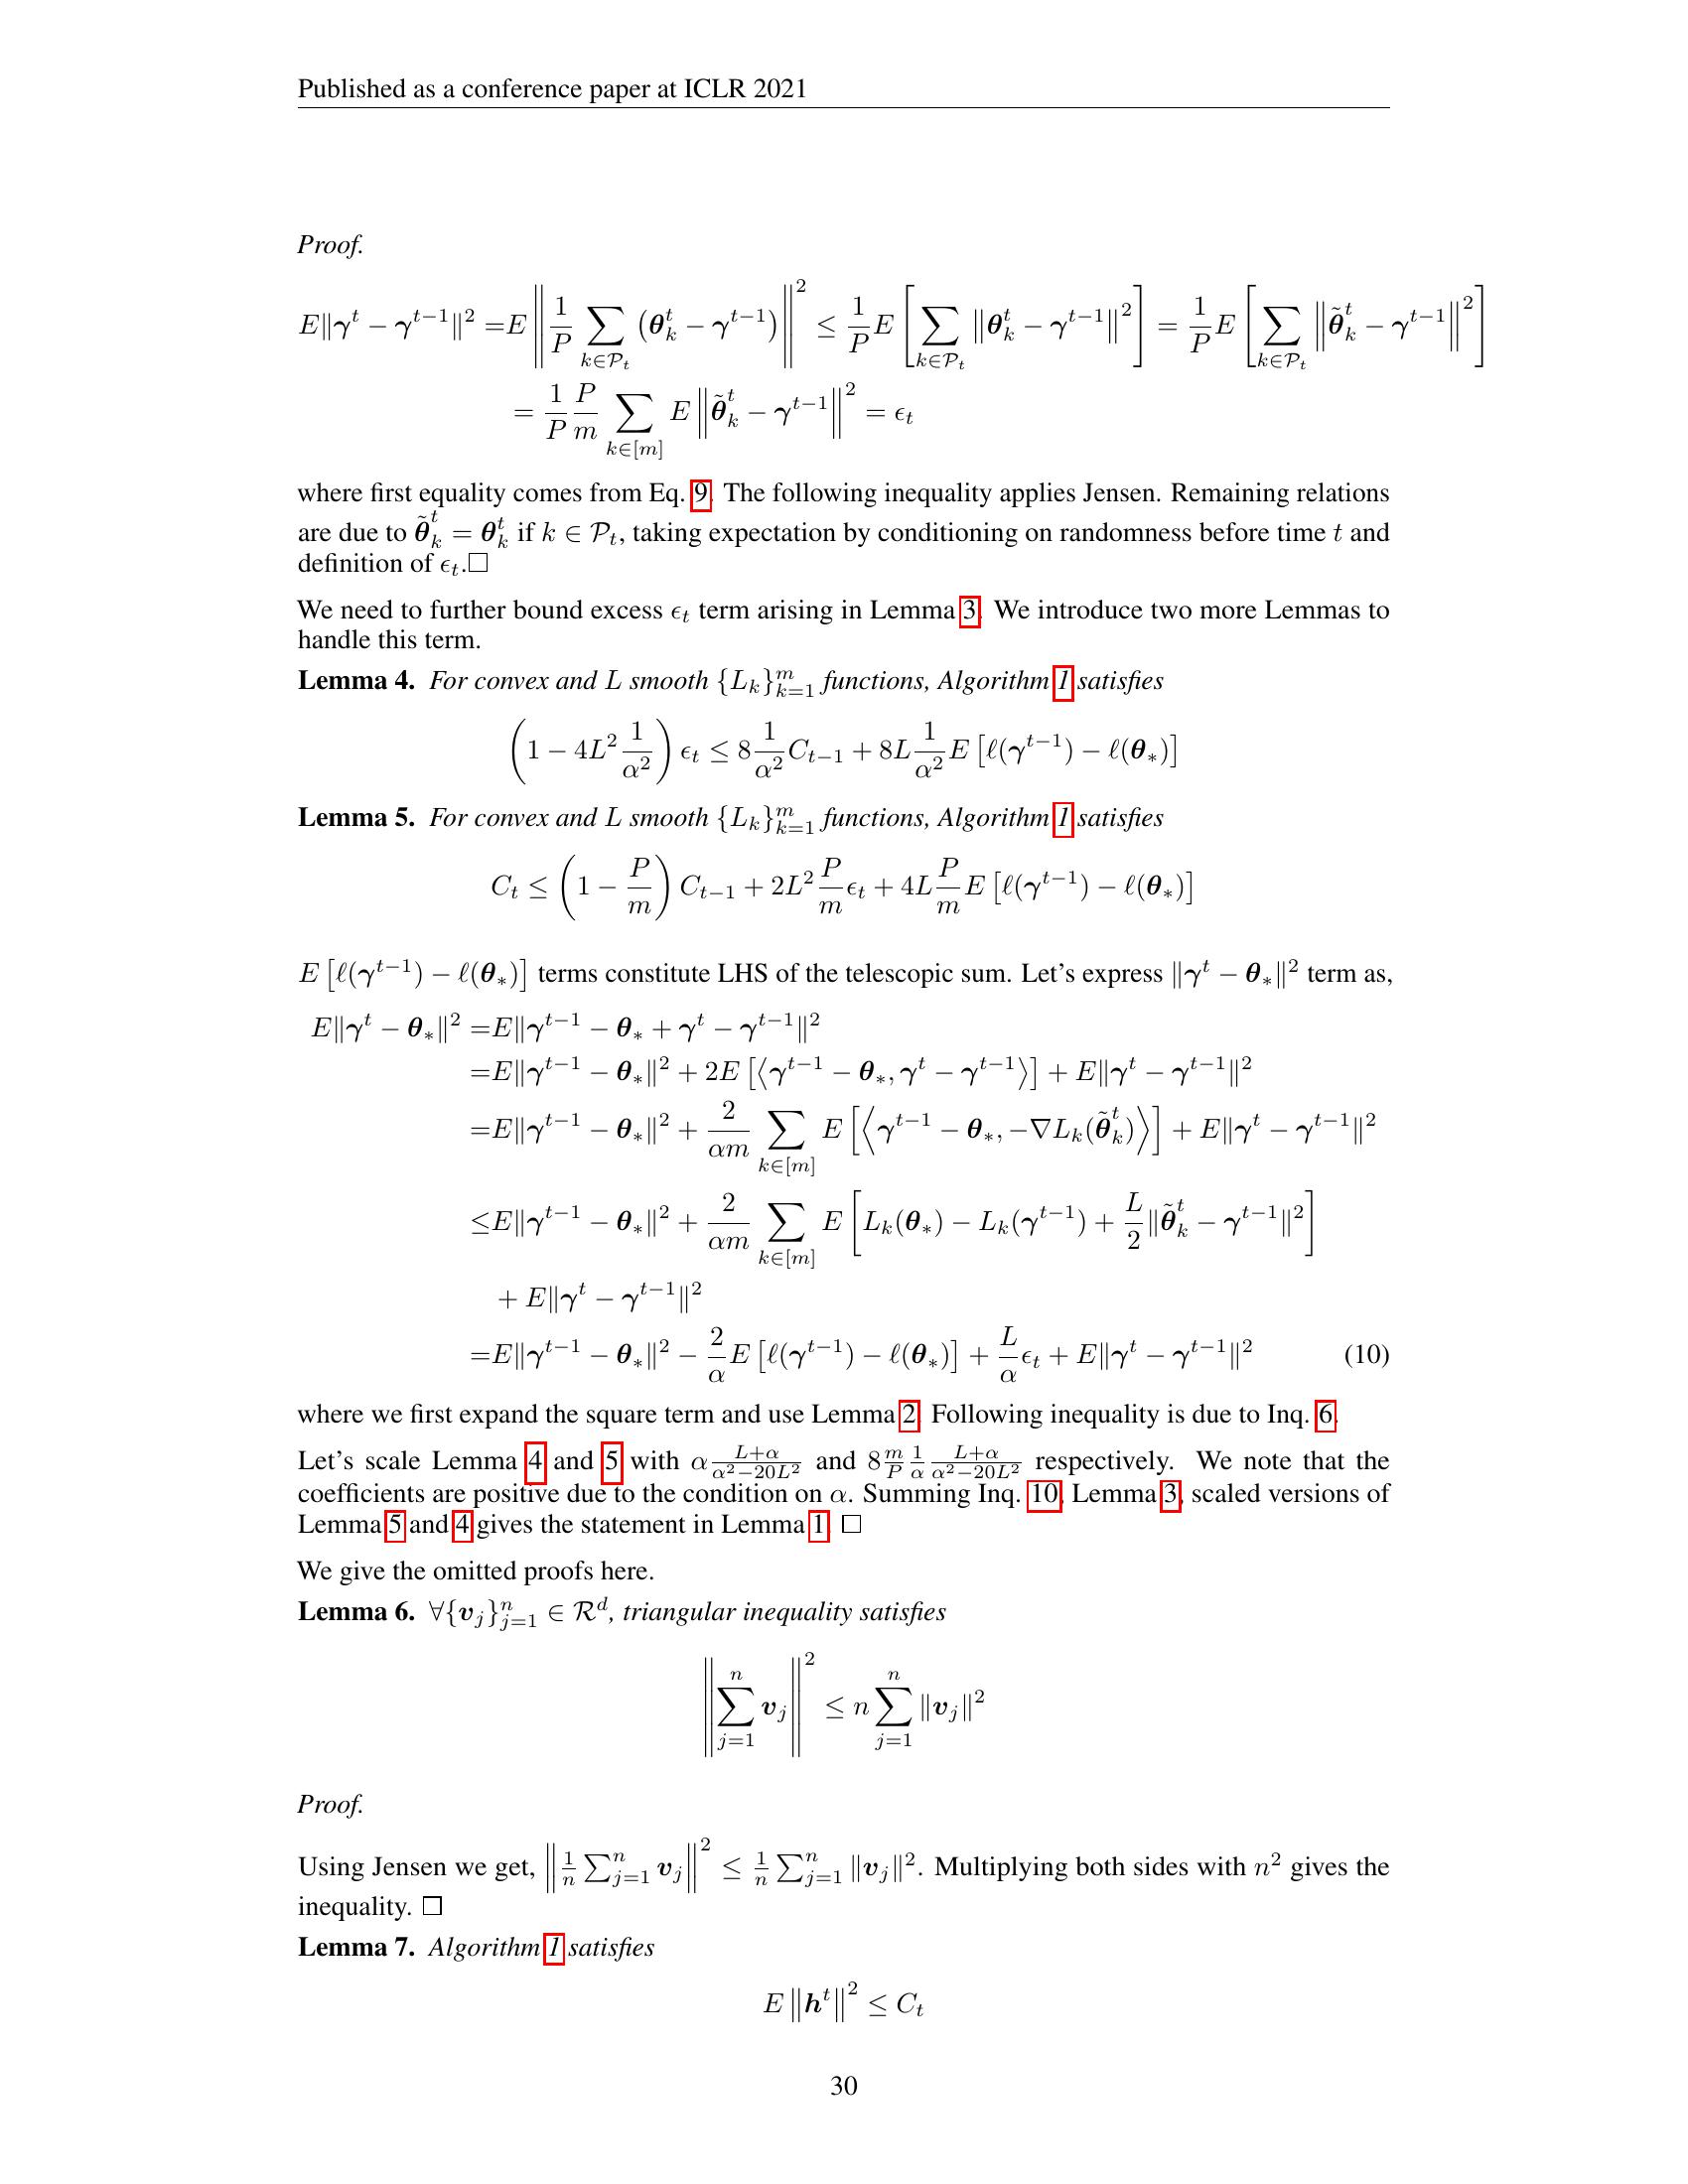 Published as a conference paper at ICLR 2021
Proof.
$E\|\boldsymbol{\gamma}^t - \boldsymbol{\gamma}^{t-1}\|^2 = E\left\|\frac{1}{P}\sum_{k\in\mathcal{P}_t}\left(\boldsymbol{\theta}_k^t - \boldsymbol{\gamma}^{t-1}\right)\right\|^2 \leq \frac{1}{P}E\left[\sum_{k\in\mathcal{P}_t}\left\|\boldsymbol{\theta}_k^t - \boldsymbol{\gamma}^{t-1}\right\|^2\right] = \frac{1}{P}E\left[\sum_{k\in\mathcal{P}_t}\left\|\tilde{\boldsymbol{\theta}}_k^t - \boldsymbol{\gamma}^{t-1}\right\|^2\right]$
$= \frac{1}{P}\frac{P}{m}\sum_{k\in[m]}E\left\|\tilde{\boldsymbol{\theta}}_k^t - \boldsymbol{\gamma}^{t-1}\right\|^2 = \epsilon_t$
where first equality comes from Eq. 9. The following inequality applies Jensen. Remaining relations
are due to $\tilde{\boldsymbol{\theta}}_k^t = \boldsymbol{\theta}_k^t$ if $k \in \mathcal{P}_t$, taking expectation by conditioning on randomness before time $t$ and
definition of $\epsilon_t$.□
We need to further bound excess $\epsilon_t$ term arising in Lemma 3. We introduce two more Lemmas to
handle this term.
Lemma 4. For convex and $L$ smooth $\{L_k\}_{k=1}^m$ functions, Algorithm 1 satisfies
$\left(1 - 4L^2\frac{1}{\alpha^2}\right)\epsilon_t \leq 8\frac{1}{\alpha^2}C_{t-1} + 8L\frac{1}{\alpha^2}E\left[\ell(\boldsymbol{\gamma}^{t-1}) - \ell(\boldsymbol{\theta}_*)\right]$
Lemma 5. For convex and $L$ smooth $\{L_k\}_{k=1}^m$ functions, Algorithm 1 satisfies
$C_t \leq \left(1 - \frac{P}{m}\right)C_{t-1} + 2L^2\frac{P}{m}\epsilon_t + 4L\frac{P}{m}E\left[\ell(\boldsymbol{\gamma}^{t-1}) - \ell(\boldsymbol{\theta}_*)\right]$
$E\left[\ell(\boldsymbol{\gamma}^{t-1}) - \ell(\boldsymbol{\theta}_*)\right]$ terms constitute LHS of the telescopic sum. Let's express $\|\boldsymbol{\gamma}^t - \boldsymbol{\theta}_*\|^2$ term as,
$E\|\boldsymbol{\gamma}^t - \boldsymbol{\theta}_*\|^2 = E\|\boldsymbol{\gamma}^{t-1} - \boldsymbol{\theta}_* + \boldsymbol{\gamma}^t - \boldsymbol{\gamma}^{t-1}\|^2$
$= E\|\boldsymbol{\gamma}^{t-1} - \boldsymbol{\theta}_*\|^2 + 2E\left[\left\langle\boldsymbol{\gamma}^{t-1} - \boldsymbol{\theta}_*, \boldsymbol{\gamma}^t - \boldsymbol{\gamma}^{t-1}\right\rangle\right] + E\|\boldsymbol{\gamma}^t - \boldsymbol{\gamma}^{t-1}\|^2$
$= E\|\boldsymbol{\gamma}^{t-1} - \boldsymbol{\theta}_*\|^2 + \frac{2}{\alpha m}\sum_{k\in[m]}E\left[\left\langle\boldsymbol{\gamma}^{t-1} - \boldsymbol{\theta}_*, -\nabla L_k(\tilde{\boldsymbol{\theta}}_k^t)\right\rangle\right] + E\|\boldsymbol{\gamma}^t - \boldsymbol{\gamma}^{t-1}\|^2$
$\leq E\|\boldsymbol{\gamma}^{t-1} - \boldsymbol{\theta}_*\|^2 + \frac{2}{\alpha m}\sum_{k\in[m]}E\left[L_k(\boldsymbol{\theta}_*) - L_k(\boldsymbol{\gamma}^{t-1}) + \frac{L}{2}\|\tilde{\boldsymbol{\theta}}_k^t - \boldsymbol{\gamma}^{t-1}\|^2\right]$
$+ E\|\boldsymbol{\gamma}^t - \boldsymbol{\gamma}^{t-1}\|^2$
$= E\|\boldsymbol{\gamma}^{t-1} - \boldsymbol{\theta}_*\|^2 - \frac{2}{\alpha}E\left[\ell(\boldsymbol{\gamma}^{t-1}) - \ell(\boldsymbol{\theta}_*)\right] + \frac{L}{\alpha}\epsilon_t + E\|\boldsymbol{\gamma}^t - \boldsymbol{\gamma}^{t-1}\|^2$ (10)
where we first expand the square term and use Lemma 2. Following inequality is due to Inq. 6.
Let's scale Lemma 4 and 5 with $\alpha\frac{L+\alpha}{\alpha^2-20L^2}$ and $8\frac{m}{P}\frac{1}{\alpha}\frac{L+\alpha}{\alpha^2-20L^2}$ respectively. We note that the
coefficients are positive due to the condition on $\alpha$. Summing Inq. 10, Lemma 3, scaled versions of
Lemma 5 and 4 gives the statement in Lemma 1. □
We give the omitted proofs here.
Lemma 6. $\forall\{\boldsymbol{v}_j\}_{j=1}^n \in \mathcal{R}^d$, triangular inequality satisfies
$\left\|\sum_{j=1}^n \boldsymbol{v}_j\right\|^2 \leq n\sum_{j=1}^n\|\boldsymbol{v}_j\|^2$
Proof.
Using Jensen we get, $\left\|\frac{1}{n}\sum_{j=1}^n \boldsymbol{v}_j\right\|^2 \leq \frac{1}{n}\sum_{j=1}^n\|\boldsymbol{v}_j\|^2$. Multiplying both sides with $n^2$ gives the
inequality. □
Lemma 7. Algorithm 1 satisfies
$E\left\|\boldsymbol{h}^t\right\|^2 \leq C_t$
30